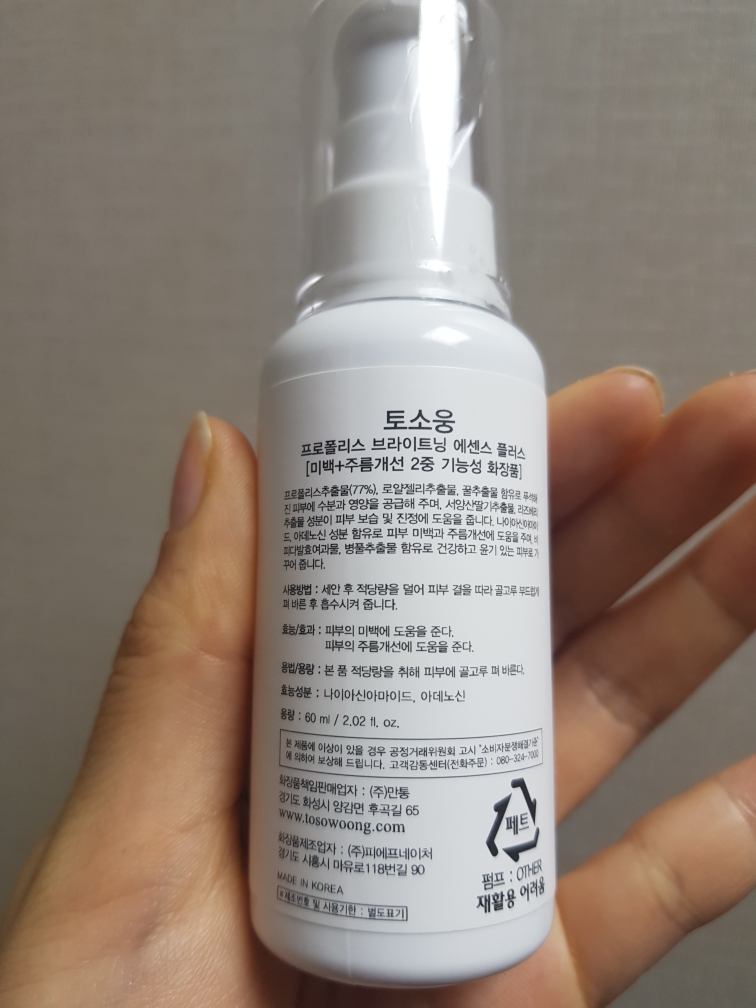 토소웅
프로폴리스 브라이트닝 에센스 플러스
[미백+주름개선 2중 기능성 화장품]
프로폴리스추출물(77%), 로얄젤리추출물, 꿀추출물 함유로 푸석해
진 피부에 수분과 영양을 공급해 주며, 서양산딸기추출물, 라즈베리
추출물 성분이 피부 보습 및 진정에 도움을 줍니다. 나이아신아마이
드, 아데노신 성분 함유로 피부 미백과 주름개선에 도움을 주며, 비
피다발효여과물, 병풀추출물 함유로 건강하고 윤기 있는 피부로 가
꾸어 줍니다.
사용방법 : 세안 후 적당량을 덜어 피부 결을 따라 골고루 부드럽게
펴 바른 후 흡수시켜 줍니다.
효능/효과 : 피부의 미백에 도움을 준다.
피부의 주름개선에 도움을 준다.
용법/용량 : 본 품 적당량을 취해 피부에 골고루 펴 바른다.
효능성분 : 나이아신아마이드, 아데노신
용량 : 60 ml / 2.02 fl. oz.
본 제품에 이상이 있을 경우 공정거래위원회 고시 "소비자분쟁해결기준"
에 의하여 보상해 드립니다. 고객감동센터(전화주문) : 080-324-7000
화장품책임판매업자 : (주)만통
경기도 화성시 양감면 후곡길 65
www.tosowoong.com
화장품제조업자 : (주)피에프네이처
경기도 시흥시 마유로118번길 90
MADE IN KOREA
※제조번호 및 사용기한 : 별도표기
페트
펌프 : OTHER
재활용 어려움